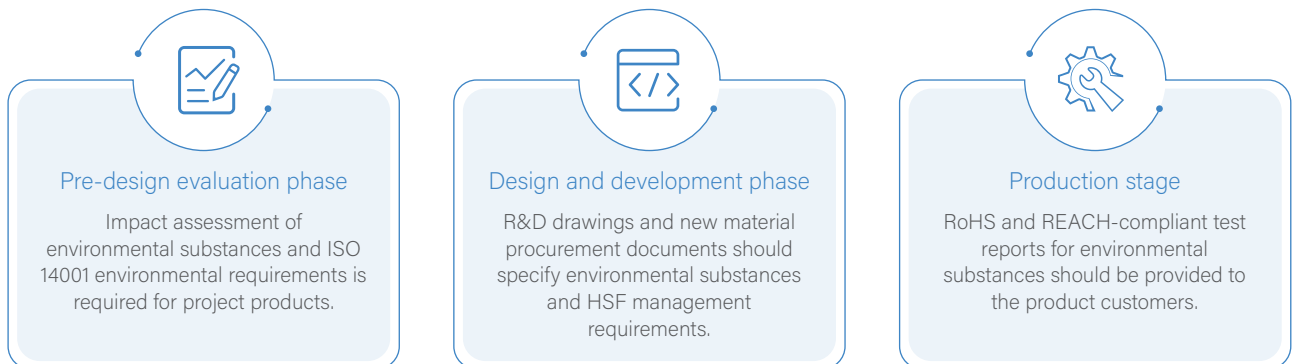 Pre-design evaluation phase
Impact assessment of
environmental substances and ISO
14001 environmental requirements is
required for project products.
Design and development phase
R&D drawings and new material
procurement documents should
specify environmental substances
and HSF management
requirements.
Production stage
RoHS and REACH-compliant test
reports for environmental
substances should be provided to
the product customers.